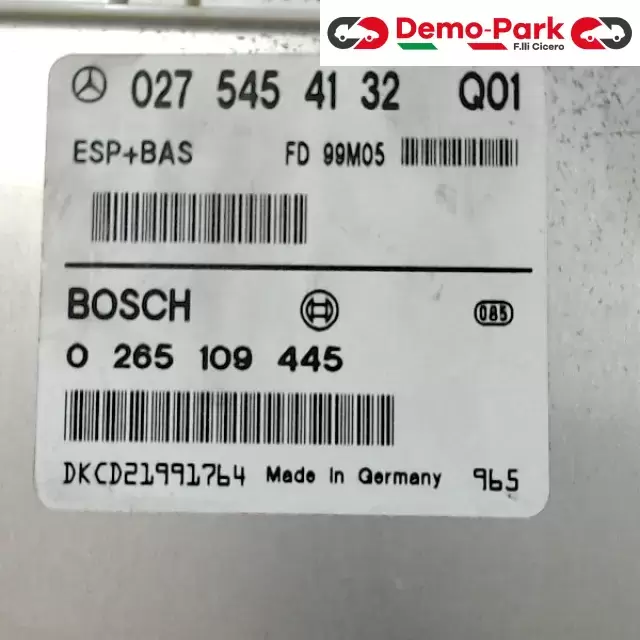 Demo-Park
F.lli Cicero
027 545 41 32 Q01
ESP+BAS FD 99M05
BOSCH 085
0 265 109 445
DKCD21991764 Made in Germany 965